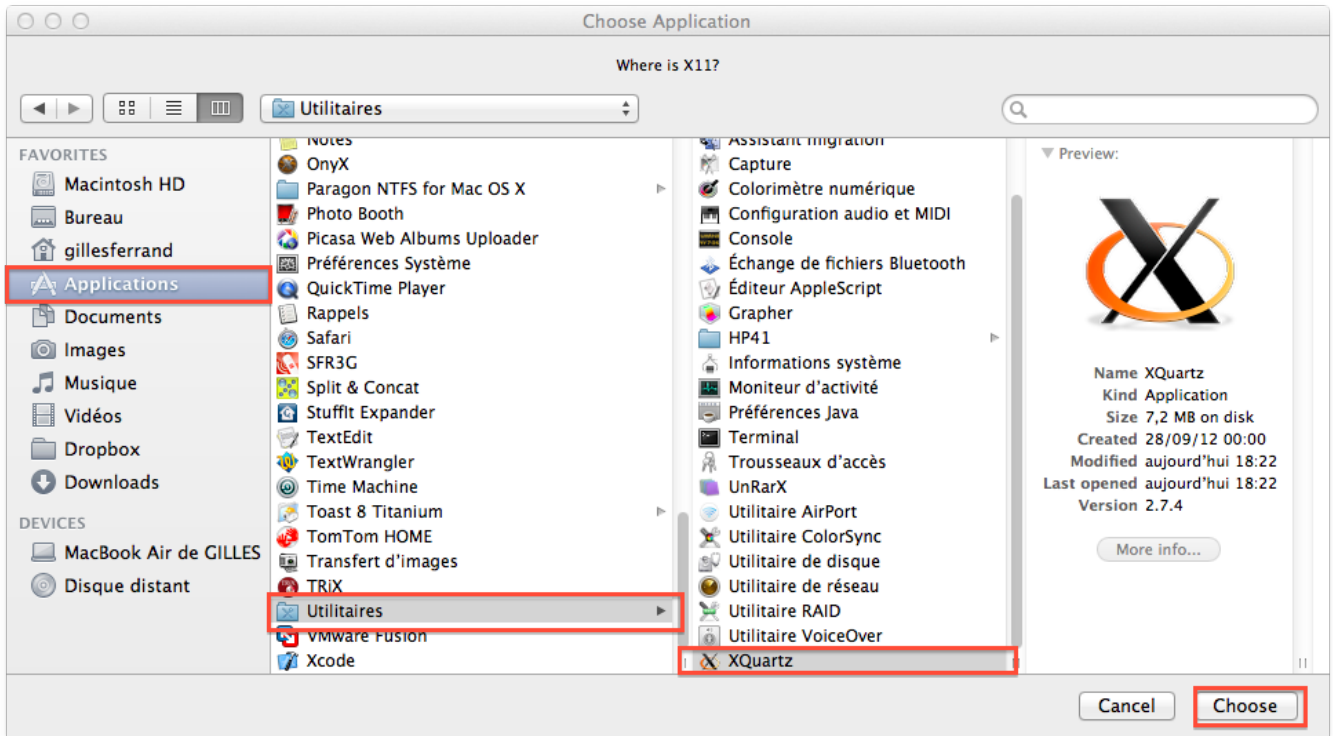 Choose Application
Where is X11?
Utilitaires
FAVORITES
Macintosh HD
Bureau
gillesferrand
Applications
Documents
Images
Musique
Vidéos
Dropbox
Downloads
DEVICES
MacBook Air de GILLES
Disque distant
Notes
OnyX
Paragon NTFS for Mac OS X
Photo Booth
Picasa Web Albums Uploader
Préférences Système
QuickTime Player
Rappels
Safari
SFR3G
Split & Concat
StuffIt Expander
TextEdit
TextWrangler
Time Machine
Toast 8 Titanium
TomTom HOME
Transfert d'images
TRiX
Utilitaires
VMware Fusion
Xcode
Assistant migration
Capture
Colorimètre numérique
Configuration audio et MIDI
Console
Échange de fichiers Bluetooth
Éditeur AppleScript
Grapher
HP41
Informations système
Moniteur d'activité
Préférences Java
Terminal
Trousseaux d'accès
UnRarX
Utilitaire AirPort
Utilitaire ColorSync
Utilitaire de disque
Utilitaire de réseau
Utilitaire RAID
Utilitaire VoiceOver
XQuartz
Preview:
Name XQuartz
Kind Application
Size 7,2 MB on disk
Created 28/09/12 00:00
Modified aujourd'hui 18:22
Last opened aujourd'hui 18:22
Version 2.7.4
More info...
Cancel
Choose